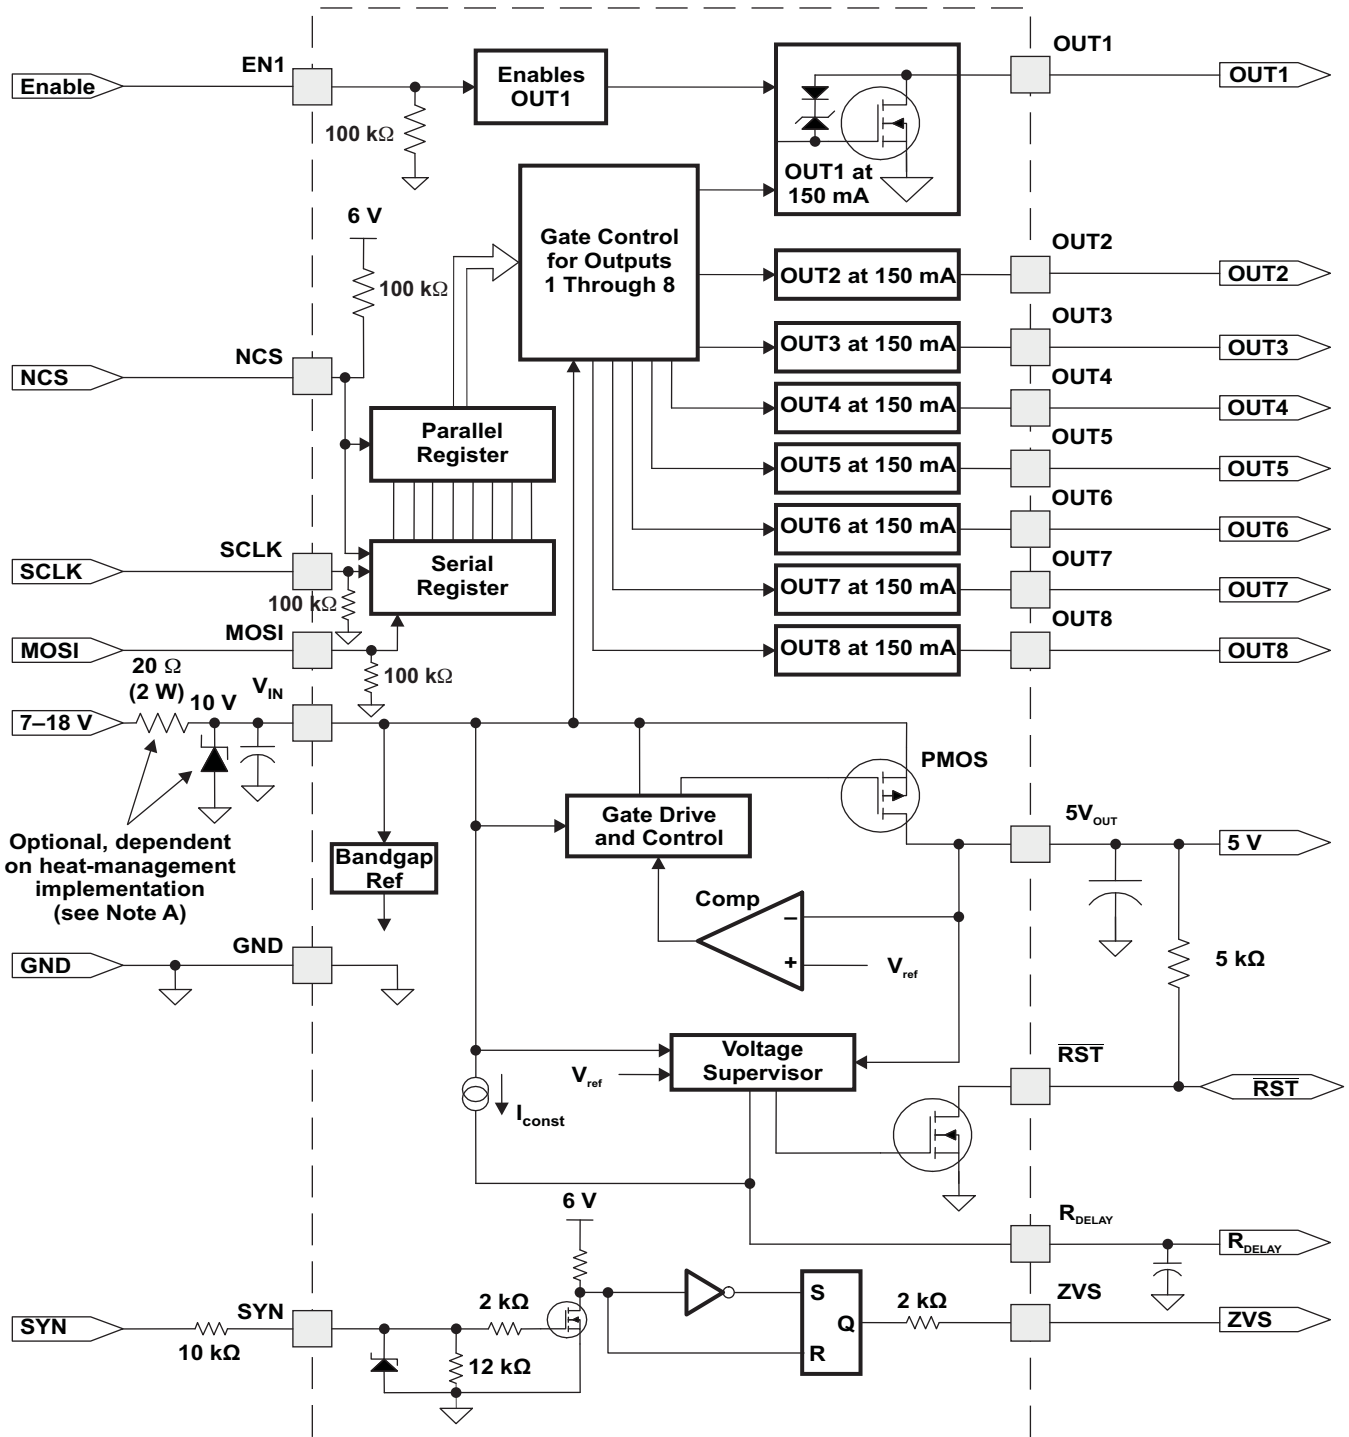 OUT1
EN1
Enable
Enables
OUT1
OUT1
100 kΩ
OUT1 at
150 mA
6 V
Gate Control
for Outputs
1 Through 8
100 kΩ
OUT2
OUT2 at 150 mA
OUT2
OUT3
OUT3 at 150 mA
OUT3
NCS
NCS
OUT4
OUT4 at 150 mA
OUT4
Parallel
Register
OUT5
OUT5 at 150 mA
OUT5
OUT6
OUT6 at 150 mA
OUT6
SCLK
SCLK
Serial
Register
OUT7
OUT7 at 150 mA
OUT7
100 kΩ
OUT8
MOSI
MOSI
OUT8 at 150 mA
OUT8
100 kΩ
20 Ω
(2 W)
10 V
VIN
7–18 V
PMOS
Optional, dependent
on heat-management
implementation
(see Note A)
Gate Drive
and Control
5VOUT
5 V
Bandgap
Ref
Comp
–
+
Vref
GND
GND
5 kΩ
Voltage
Supervisor
Vref
Iconst
RST
RST
6 V
RDELAY
RDELAY
SYN
SYN
10 kΩ
2 kΩ
12 kΩ
S
Q
R
2 kΩ
ZVS
ZVS